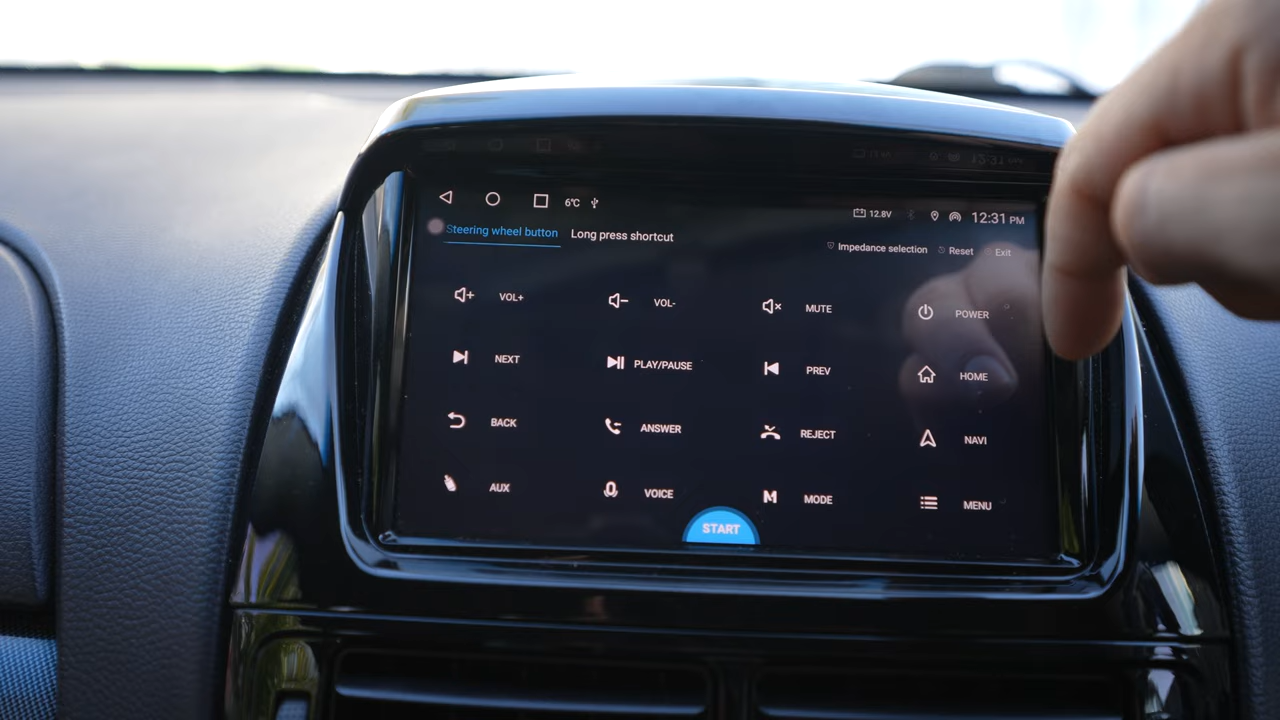 6°C 12.8V 12:31 PM
Steering wheel button Long press shortcut Impedance selection Reset Exit
VOL+ VOL- MUTE POWER
NEXT PLAY/PAUSE PREV HOME
BACK ANSWER REJECT NAVI
AUX VOICE M MODE MENU
START